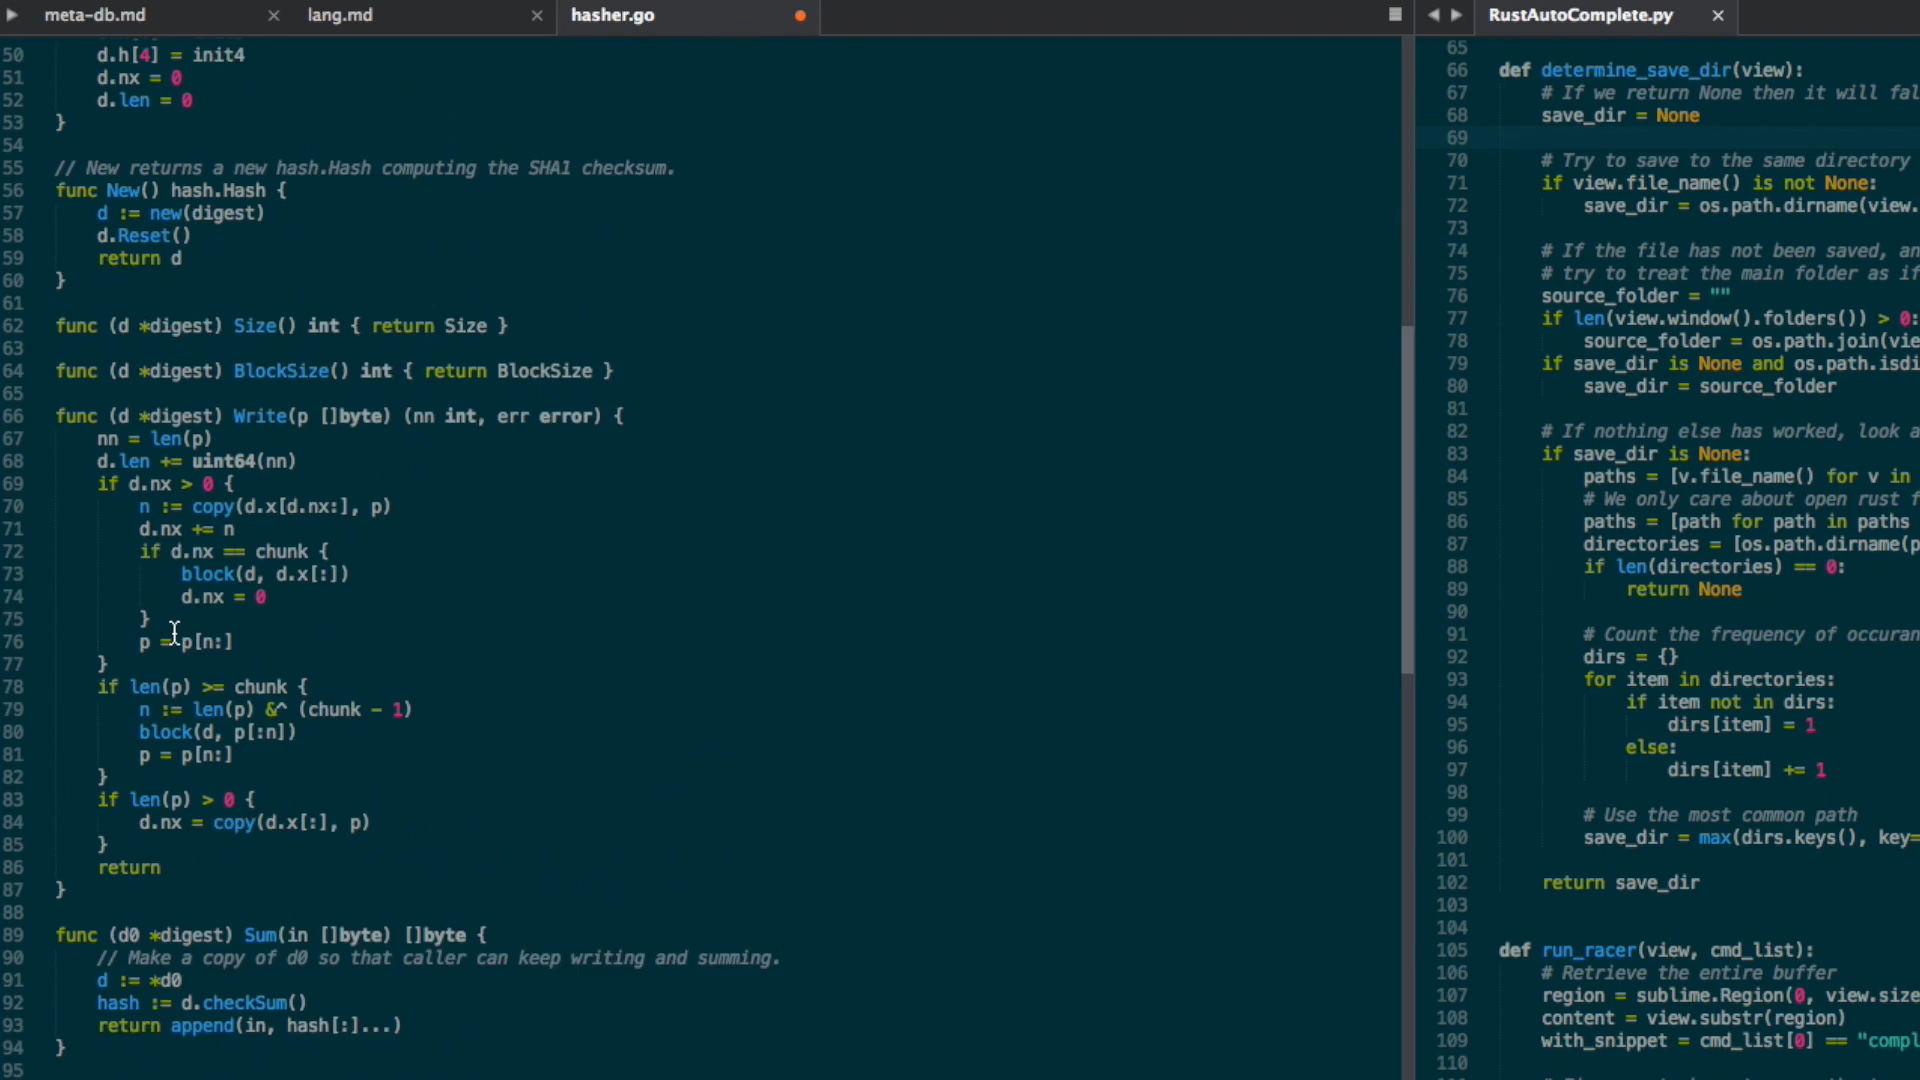 meta-db.md
lang.md
hasher.go
50 d.h[4] = init4
51 d.nx = 0
52 d.len = 0
53 }
54
55 // New returns a new hash.Hash computing the SHA1 checksum.
56 func New() hash.Hash {
57 d := new(digest)
58 d.Reset()
59 return d
60 }
61
62 func (d *digest) Size() int { return Size }
63
64 func (d *digest) BlockSize() int { return BlockSize }
65
66 func (d *digest) Write(p []byte) (nn int, err error) {
67 nn = len(p)
68 d.len += uint64(nn)
69 if d.nx > 0 {
70 n := copy(d.x[d.nx:], p)
71 d.nx += n
72 if d.nx == chunk {
73 block(d, d.x[:])
74 d.nx = 0
75 }
76 p = p[n:]
77 }
78 if len(p) >= chunk {
79 n := len(p) &^ (chunk - 1)
80 block(d, p[:n])
81 p = p[n:]
82 }
83 if len(p) > 0 {
84 d.nx = copy(d.x[:], p)
85 }
86 return
87 }
88
89 func (d0 *digest) Sum(in []byte) []byte {
90 // Make a copy of d0 so that caller can keep writing and summing.
91 d := *d0
92 hash := d.checkSum()
93 return append(in, hash[:]...)
94 }
95
RustAutoComplete.py
65
66 def determine_save_dir(view):
67 # If we return None then it will fal
68 save_dir = None
69
70 # Try to save to the same directory
71 if view.file_name() is not None:
72 save_dir = os.path.dirname(view.
73
74 # If the file has not been saved, an
75 # try to treat the main folder as if
76 source_folder = ""
77 if len(view.window().folders()) > 0:
78 source_folder = os.path.join(vie
79 if save_dir is None and os.path.isdi
80 save_dir = source_folder
81
82 # If nothing else has worked, look a
83 if save_dir is None:
84 paths = [v.file_name() for v in
85 # We only care about open rust f
86 paths = [path for path in paths
87 directories = [os.path.dirname(p
88 if len(directories) == 0:
89 return None
90
91 # Count the frequency of occuran
92 dirs = {}
93 for item in directories:
94 if item not in dirs:
95 dirs[item] = 1
96 else:
97 dirs[item] += 1
98
99 # Use the most common path
100 save_dir = max(dirs.keys(), key=
101
102 return save_dir
103
104
105 def run_racer(view, cmd_list):
106 # Retrieve the entire buffer
107 region = sublime.Region(0, view.size
108 content = view.substr(region)
109 with_snippet = cmd_list[0] == "compl
110